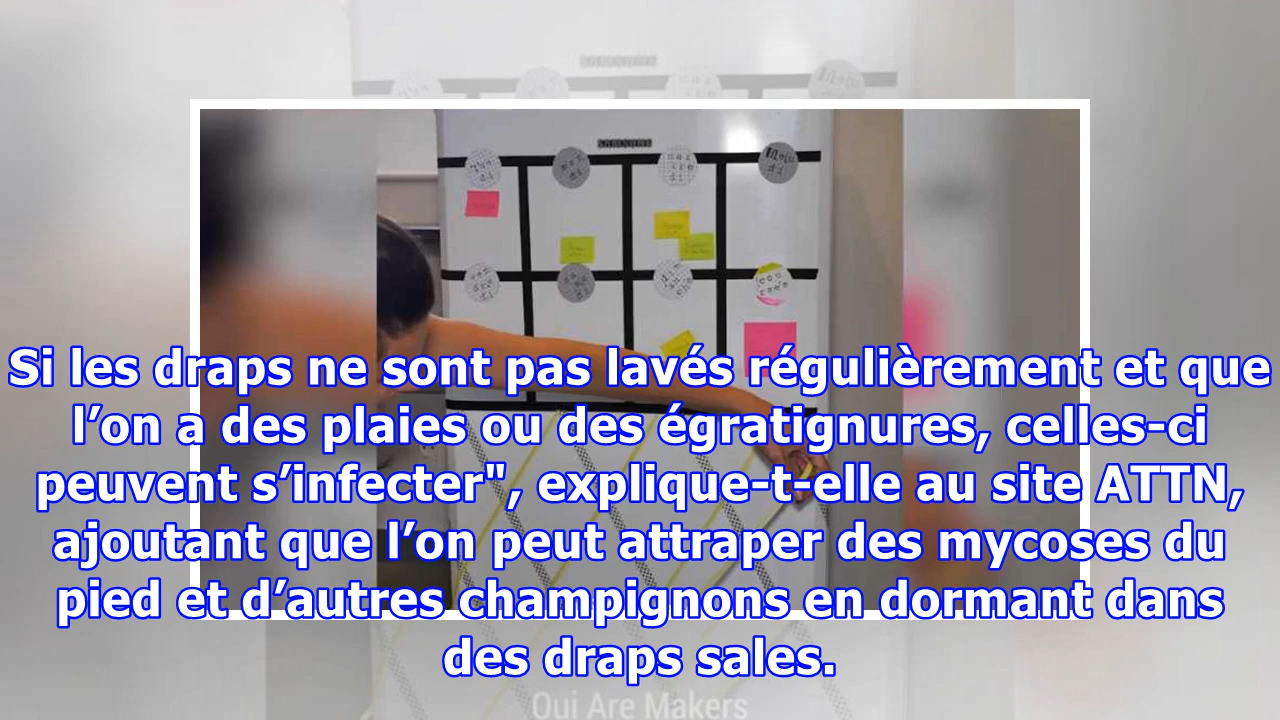 SAMSUNG
Si les draps ne sont pas lavés régulièrement et que
l’on a des plaies ou des égratignures, celles-ci
peuvent s’infecter", explique-t-elle au site ATTN,
ajoutant que l’on peut attraper des mycoses du
pied et d’autres champignons en dormant dans
des draps sales.
Oui Are Makers